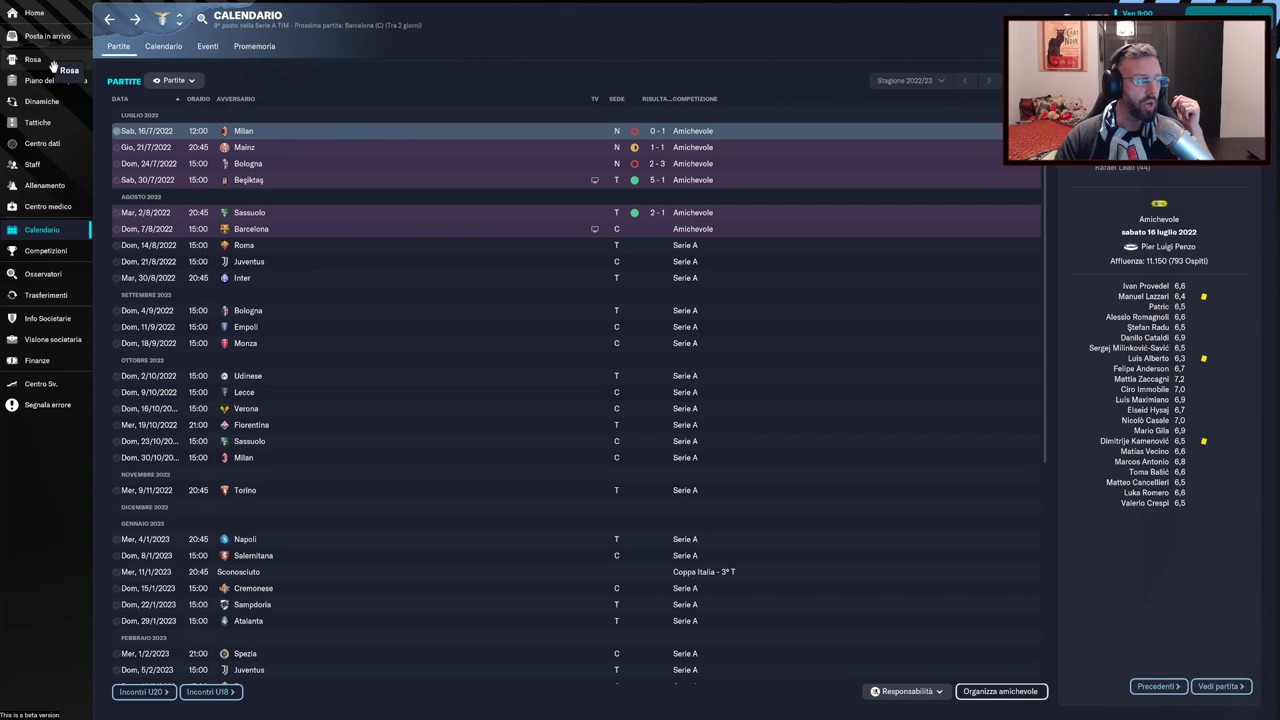 Home
Posta in arrivo
Rosa
Rosa
Piano del
Dinamiche
Tattiche
Centro dati
Staff
Allenamento
Centro medico
Calendario
Competizioni
Osservatori
Trasferimenti
Info Societarie
Visione societaria
Finanze
Centro Sv.
Segnala errore
This is a beta version
CALENDARIO
9° posto nella Serie A TIM - Prossima partita: Barcelona (C) (Tra 2 giorni)
Ven 9:00
Partite Calendario Eventi Promemoria
PARTITE Partite Stagione 2022/23
DATA ORARIO AVVERSARIO TV SEDE RISULTA... COMPETIZIONE
LUGLIO 2022
Sab, 16/7/2022 12:00 Milan N 0 - 1 Amichevole
Gio, 21/7/2022 20:45 Mainz N 1 - 1 Amichevole
Dom, 24/7/2022 15:00 Bologna N 2 - 3 Amichevole
Sab, 30/7/2022 15:00 Beşiktaş T 5 - 1 Amichevole
AGOSTO 2022
Mar, 2/8/2022 20:45 Sassuolo T 2 - 1 Amichevole
Dom, 7/8/2022 15:00 Barcelona C Amichevole
Dom, 14/8/2022 15:00 Roma T Serie A
Dom, 21/8/2022 15:00 Juventus C Serie A
Mar, 30/8/2022 20:45 Inter T Serie A
SETTEMBRE 2022
Dom, 4/9/2022 15:00 Bologna T Serie A
Dom, 11/9/2022 15:00 Empoli C Serie A
Dom, 18/9/2022 15:00 Monza C Serie A
OTTOBRE 2022
Dom, 2/10/2022 15:00 Udinese T Serie A
Dom, 9/10/2022 15:00 Lecce C Serie A
Dom, 16/10/20... 15:00 Verona C Serie A
Mer, 19/10/2022 21:00 Fiorentina T Serie A
Dom, 23/10/20... 15:00 Sassuolo C Serie A
Dom, 30/10/20... 15:00 Milan C Serie A
NOVEMBRE 2022
Mer, 9/11/2022 20:45 Torino T Serie A
DICEMBRE 2022
GENNAIO 2023
Mer, 4/1/2023 20:45 Napoli T Serie A
Dom, 8/1/2023 15:00 Salernitana C Serie A
Mer, 11/1/2023 20:45 Sconosciuto Coppa Italia - 3° T
Dom, 15/1/2023 15:00 Cremonese C Serie A
Dom, 22/1/2023 15:00 Sampdoria T Serie A
Dom, 29/1/2023 15:00 Atalanta T Serie A
FEBBRAIO 2023
Mer, 1/2/2023 21:00 Spezia C Serie A
Dom, 5/2/2023 15:00 Juventus T Serie A
Incontri U20 Incontri U18 Responsabilità Organizza amichevole
Rafael Leão (44)
Amichevole
sabato 16 luglio 2022
Pier Luigi Penzo
Affluenza: 11.150 (793 Ospiti)
Ivan Provedel 6,6
Manuel Lazzari 6,4
Patric 6,5
Alessio Romagnoli 6,6
Ştefan Radu 6,5
Danilo Cataldi 6,9
Sergej Milinković-Savić 6,5
Luis Alberto 6,3
Felipe Anderson 6,7
Mattia Zaccagni 7,2
Ciro Immobile 7,0
Luís Maximiano 6,9
Elseid Hysaj 6,7
Nicolò Casale 7,0
Mario Gila 6,9
Dimitrije Kamenović 6,5
Matías Vecino 6,6
Marcos Antonio 6,8
Toma Bašić 6,6
Matteo Cancellieri 6,5
Luka Romero 6,6
Valerio Crespi 6,5
Precedenti Vedi partita